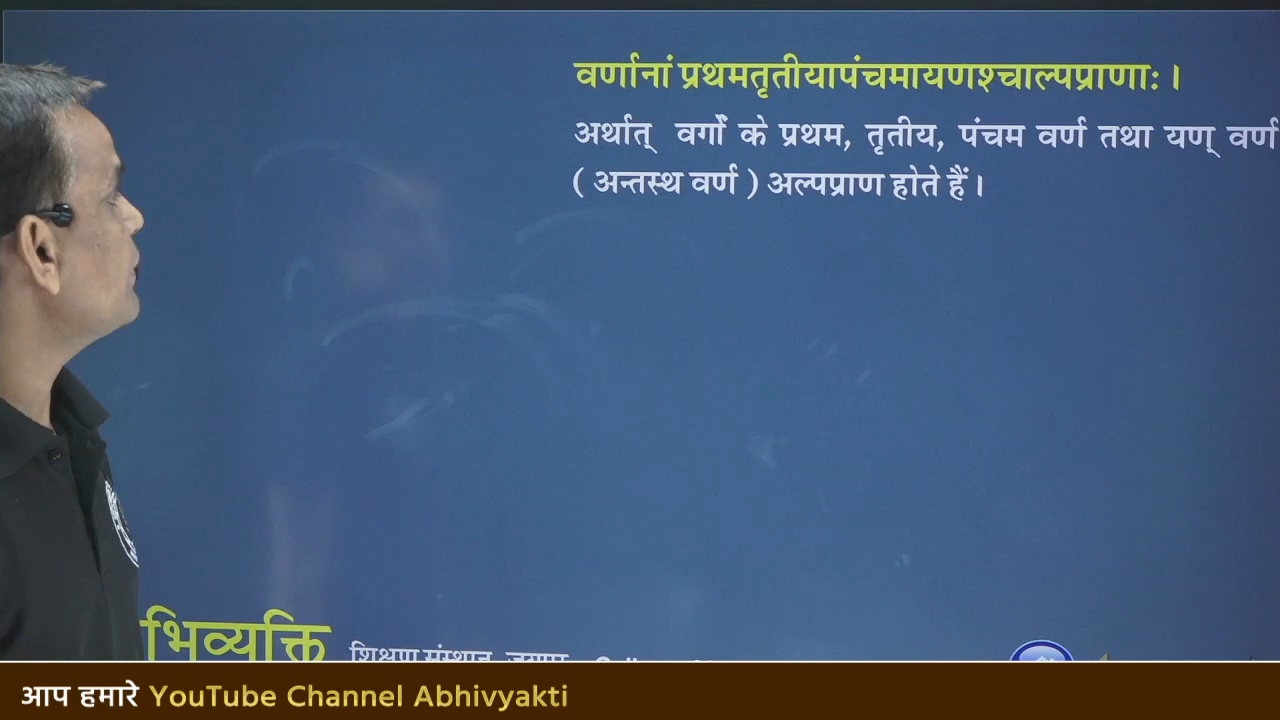 वर्णानां प्रथमतृतीयापंचमायणश्चाल्पप्राणाः ।
अर्थात् वर्गों के प्रथम, तृतीय, पंचम वर्ण तथा यण् वर्ण
( अन्तस्थ वर्ण ) अल्पप्राण होते हैं ।
भिव्यक्ति
शिक्षण संस्थान
आप हमारे YouTube Channel Abhivyakti